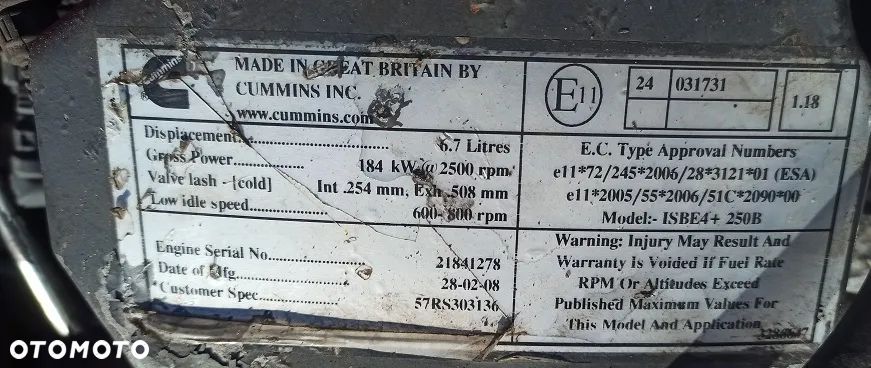 cummins
MADE IN GREAT BRITAIN BY
CUMMINS INC.
www.cummins.com
E11
24 031731
1.18
Displacement 6.7 Litres
Gross Power 184 kW @ 2500 rpm
Valve lash - [cold] Int .254 mm, Exh .508 mm
Low idle speed 600- 800 rpm
E.C. Type Approval Numbers
e11*72/245*2006/28*3121*01 (ESA)
e11*2005/55*2006/51C*2090*00
Model:- ISBE4+ 250B
Engine Serial No. 21841278
Date of Mfg. 28-02-08
*Customer Spec. 57RS303136
Warning: Injury May Result And
Warranty Is Voided If Fuel Rate
RPM Or Altitudes Exceed
Published Maximum Values For
This Model And Application
OTOMOTO